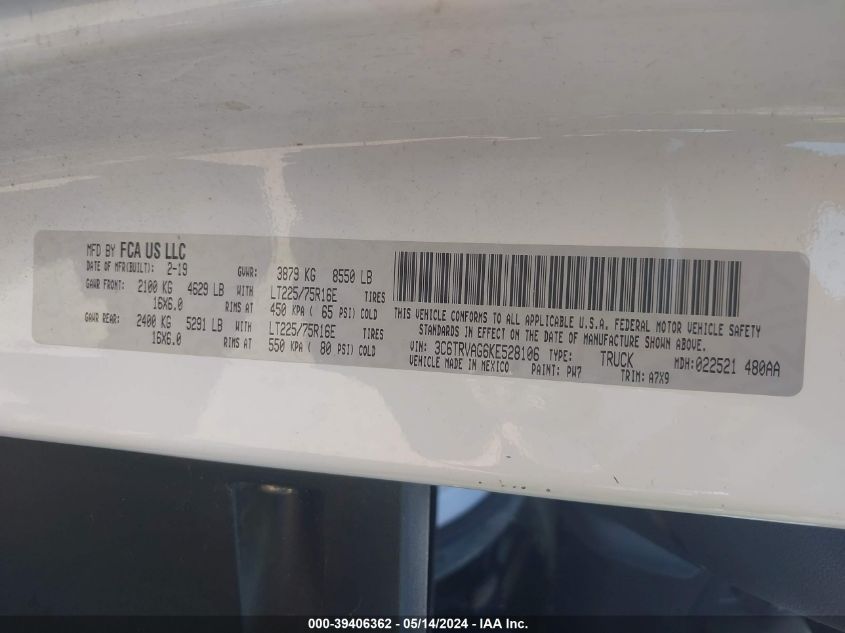 MFD BY FCA US LLC
DATE OF MFR(BUILT): 2-19 GVWR: 3879 KG 8550 LB
GAWR FRONT: 2100 KG 4629 LB WITH LT225/75R16E TIRES
16X6.0 RIMS AT 450 KPA ( 65 PSI) COLD
GAWR REAR: 2400 KG 5291 LB WITH LT225/75R16E TIRES
16X6.0 RIMS AT 550 KPA ( 80 PSI) COLD
THIS VEHICLE CONFORMS TO ALL APPLICABLE U.S.A. FEDERAL MOTOR VEHICLE SAFETY
STANDARDS IN EFFECT ON THE DATE OF MANUFACTURE SHOWN ABOVE.
VIN: 3C6TRVAG6KE528106 TYPE: TRUCK MDH:022521 480AA
VEHICLE MADE IN MEXICO PAINT: PW7 TRIM: A7X9
000-39406362 - 05/14/2024 - IAA Inc.